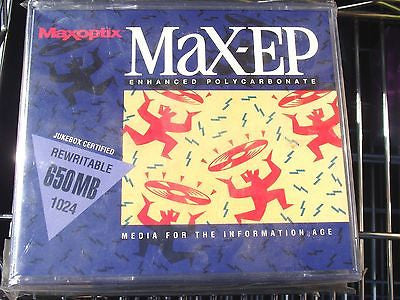 Maxoptix
MaX-EP
ENHANCED POLYCARBONATE
JUKEBOX CERTIFIED
REWRITABLE
650MB
1024
MEDIA FOR THE INFORMATION AGE